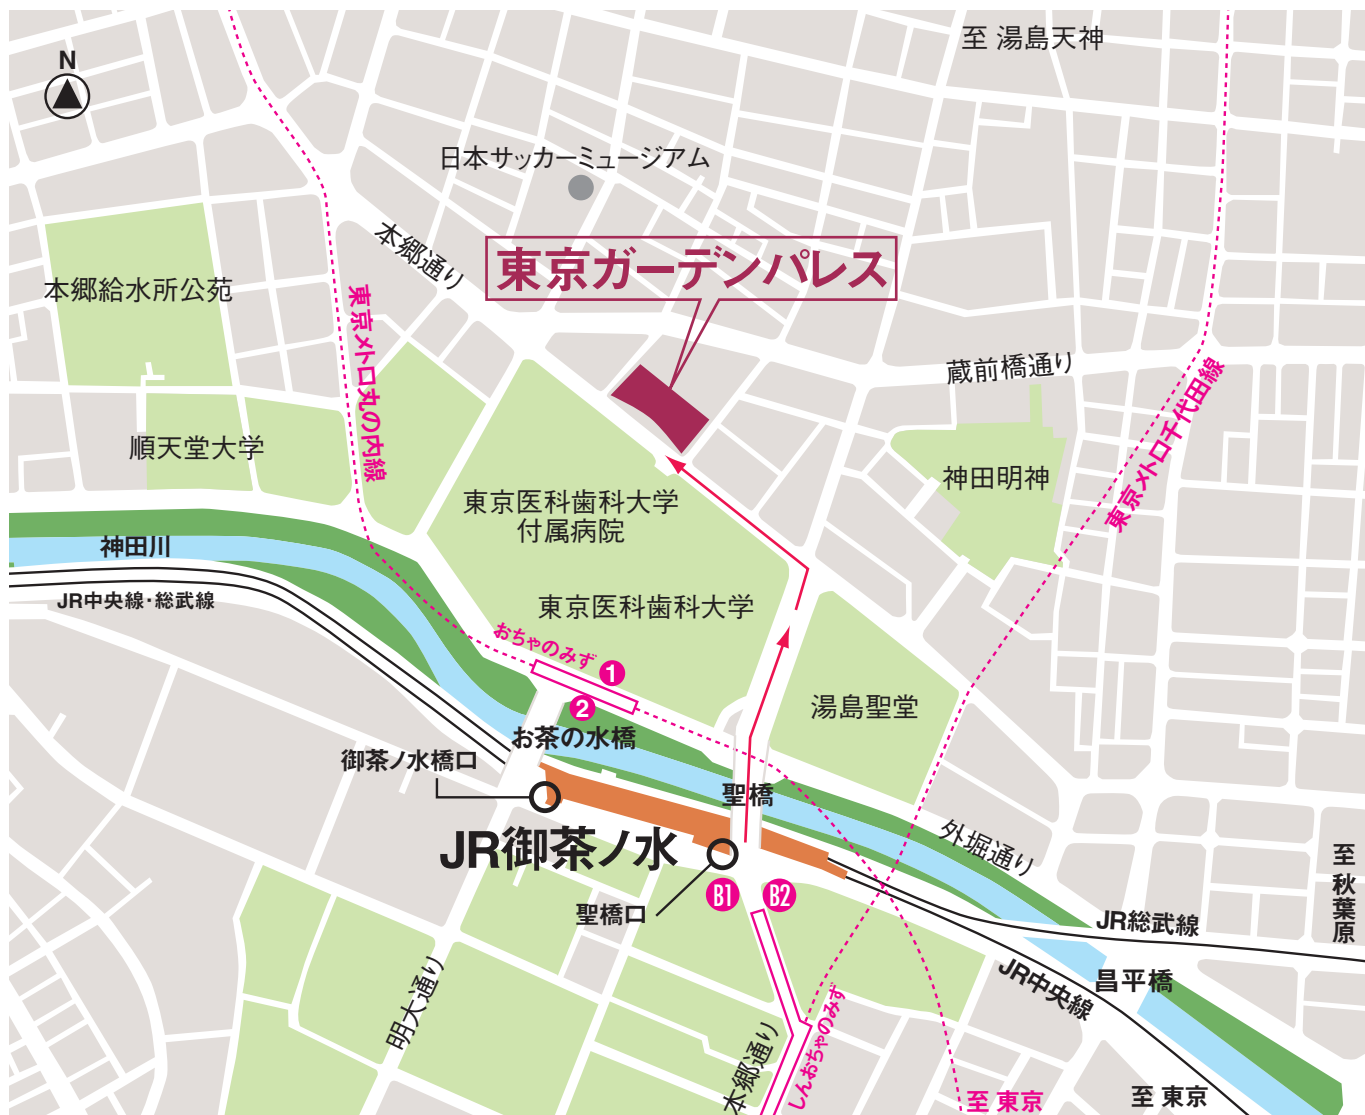 N
至 湯島天神
日本サッカーミュージアム
本郷通り
東京ガーデンパレス
本郷給水所公苑
東京メトロ丸の内線
蔵前橋通り
東京メトロ千代田線
順天堂大学
神田明神
東京医科歯科大学
付属病院
神田川
JR中央線・総武線
東京医科歯科大学
おちゃのみず
1
2
湯島聖堂
お茶の水橋
御茶ノ水橋口
聖橋
外堀通り
JR御茶ノ水
至 秋葉原
B1
B2
聖橋口
JR総武線
JR中央線
昌平橋
明大通り
本郷通り
しんおちゃのみず
至 東京
至 東京